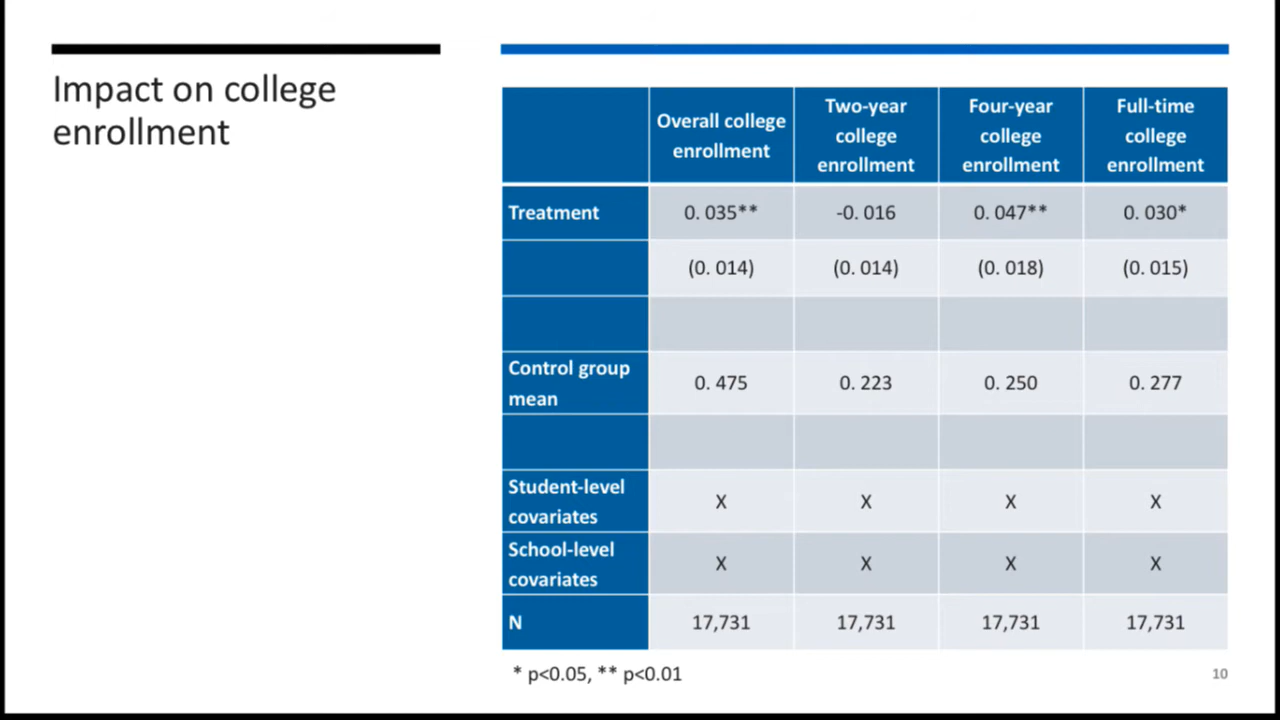 Impact on college
enrollment
Overall college
enrollment
Two-year
college
enrollment
Four-year
college
enrollment
Full-time
college
enrollment
Treatment 0. 035** -0. 016 0. 047** 0. 030*
(0. 014) (0. 014) (0. 018) (0. 015)
Control group
mean
0. 475 0. 223 0. 250 0. 277
Student-level
covariates
X X X X
School-level
covariates
X X X X
N 17,731 17,731 17,731 17,731
* p<0.05, ** p<0.01
10